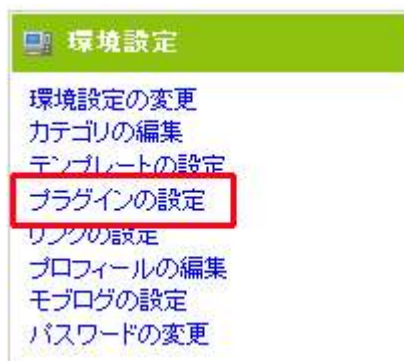 環境設定
環境設定の変更
カテゴリの編集
テンプレートの設定
プラグインの設定
リンクの設定
プロフィールの編集
モブログの設定
パスワードの変更